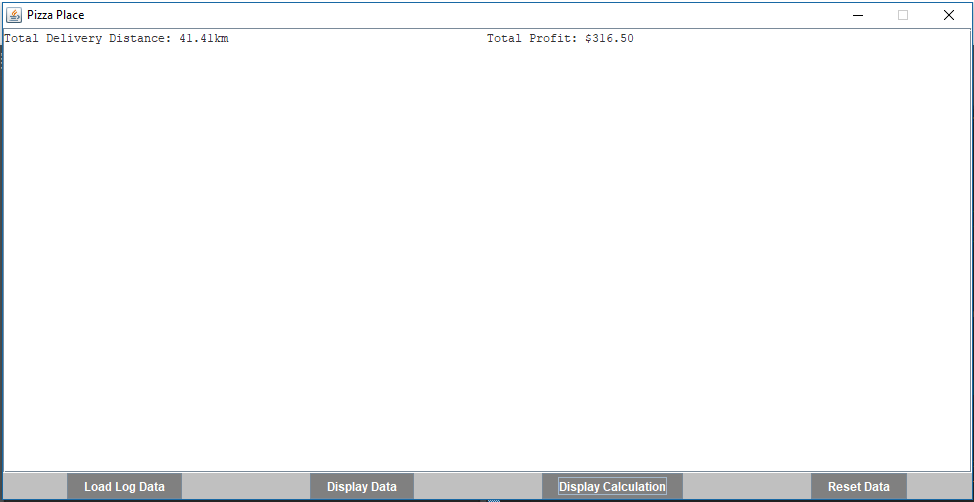 Pizza Place
Total Delivery Distance: 41.41km Total Profit: $316.50
Load Log Data Display Data Display Calculation Reset Data